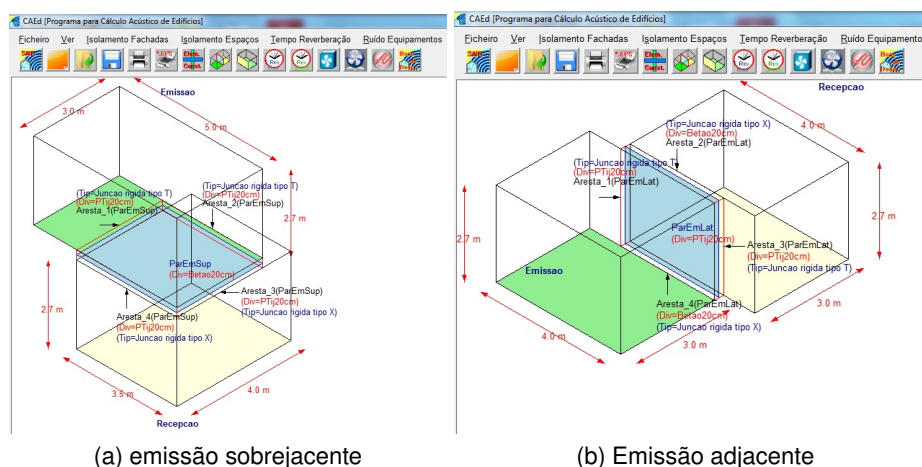 CAEd [Programa para Cálculo Acústico de Edifícios]
Ficheiro Ver Isolamento Fachadas Isolamento Espaços Tempo Reverberação Ruído Equipamentos
Emissao
3.0 m
5.0 m
(Tip=Juncao rigida tipo T)
(Div=PTij20cm)
Aresta_1(ParEmSup)
(Tip=Juncao rigida tipo T)
(Div=PTij20cm)
Aresta_2(ParEmSup)
2.7 m
ParEmSup
(Div=Betao20cm)
Aresta_3(ParEmSup)
(Div=PTij20cm)
(Tip=Juncao rigida tipo X)
2.7 m
Aresta_4(ParEmSup)
(Div=PTij20cm)
(Tip=Juncao rigida tipo X)
3.5 m
4.0 m
Recepcao
(a) emissão sobrejacente
CAEd [Programa para Cálculo Acústico de Edifícios]
Ficheiro Ver Isolamento Fachadas Isolamento Espaços Tempo Reverberação Ruído Equipamento
Recepcao
4.0 m
(Tip=Juncao rigida tipo X)
(Div=Betao20cm)
Aresta_2(ParEmLat)
(Tip=Juncao rigida tipo T)
(Div=PTij20cm)
Aresta_1(ParEmLat)
2.7 m
2.7 m
ParEmLat
(Div=PTij20cm)
Aresta_3(ParEmLat)
(Div=PTij20cm)
(Tip=Juncao rigida tipo T)
Emissao
Aresta_4(ParEmLat)
(Div=Betao20cm)
(Tip=Juncao rigida tipo X)
3.0 m
4.0 m
3.0 m
(b) Emissão adjacente